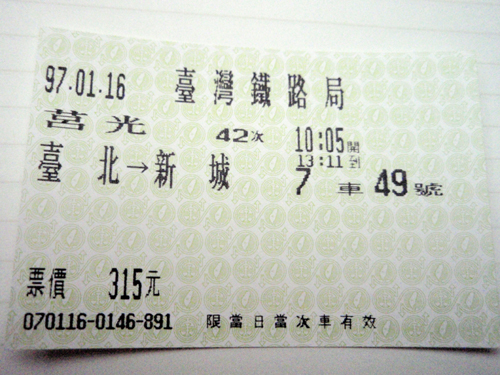 97.01.16 臺灣鐵路局
莒光 42次 10:05開
13:11到
臺北→新城 7車49號
票價 315元
070116-0146-891 限當日當次車有效